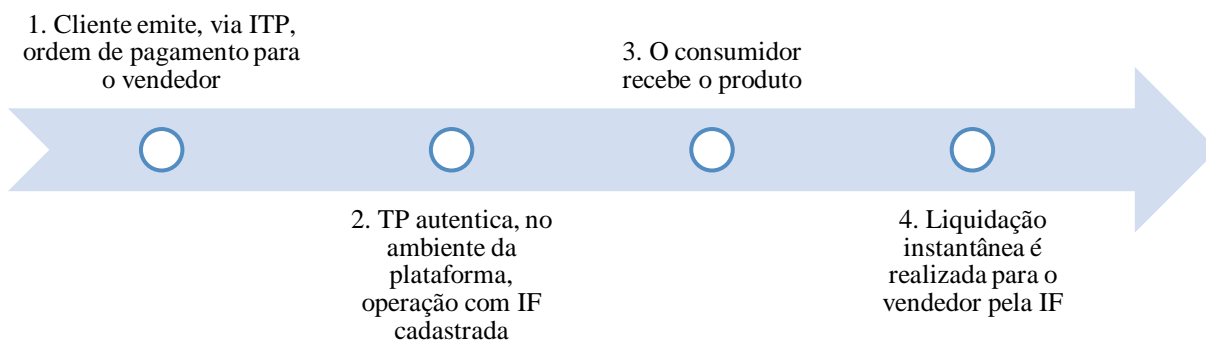 1. Cliente emite, via ITP,
ordem de pagamento para
o vendedor
2. TP autentica, no
ambiente da
plataforma,
operação com IF
cadastrada
3. O consumidor
recebe o produto
4. Liquidação
instantânea é
realizada para o
vendedor pela IF